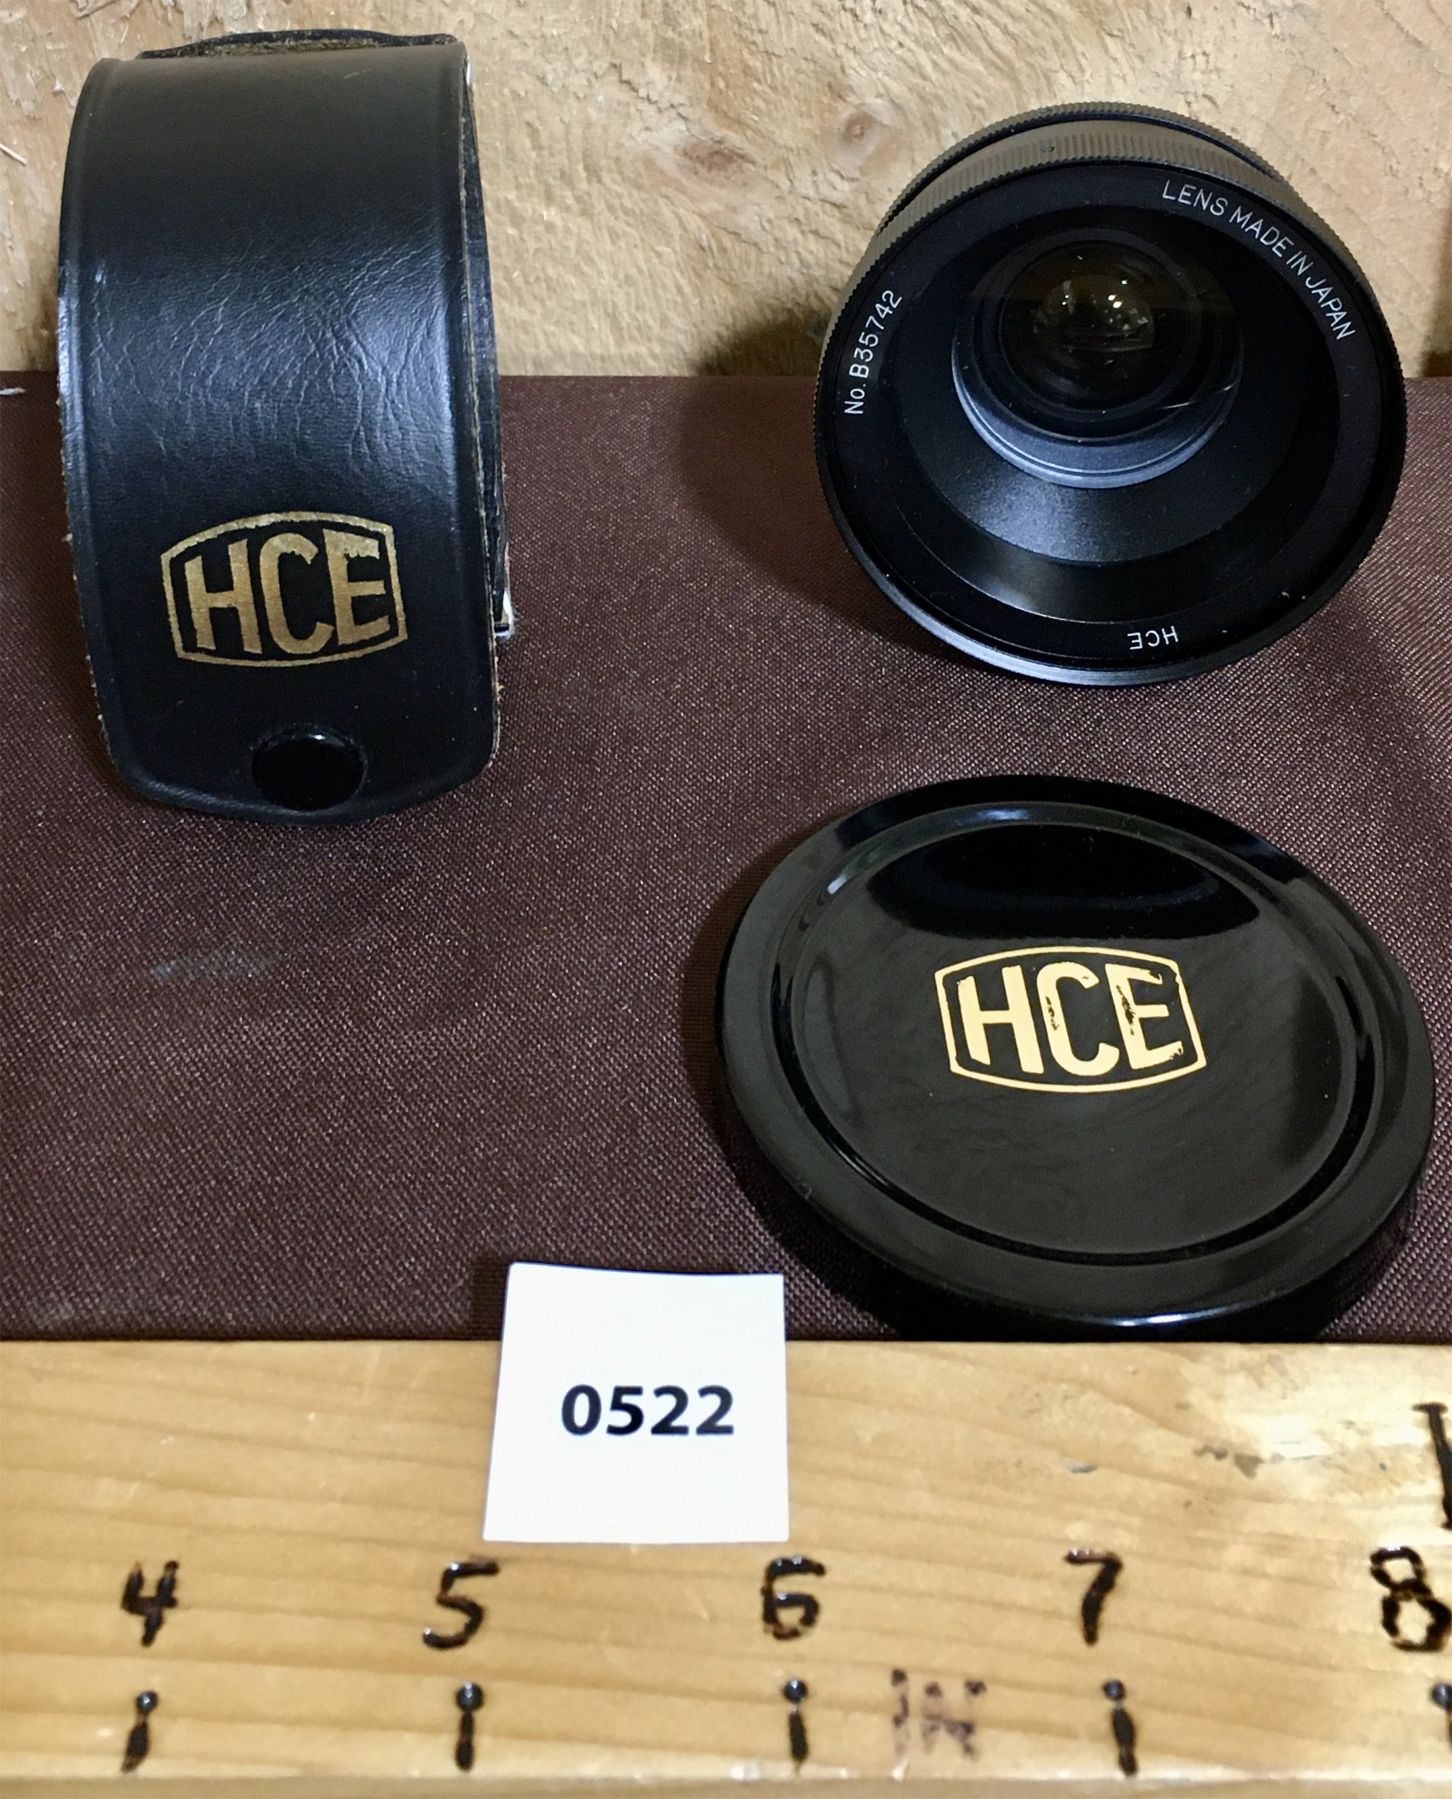 HCE
No. B35742
LENS MADE IN JAPAN
HCE
HCE
0522
4 5 6 7 8
IN